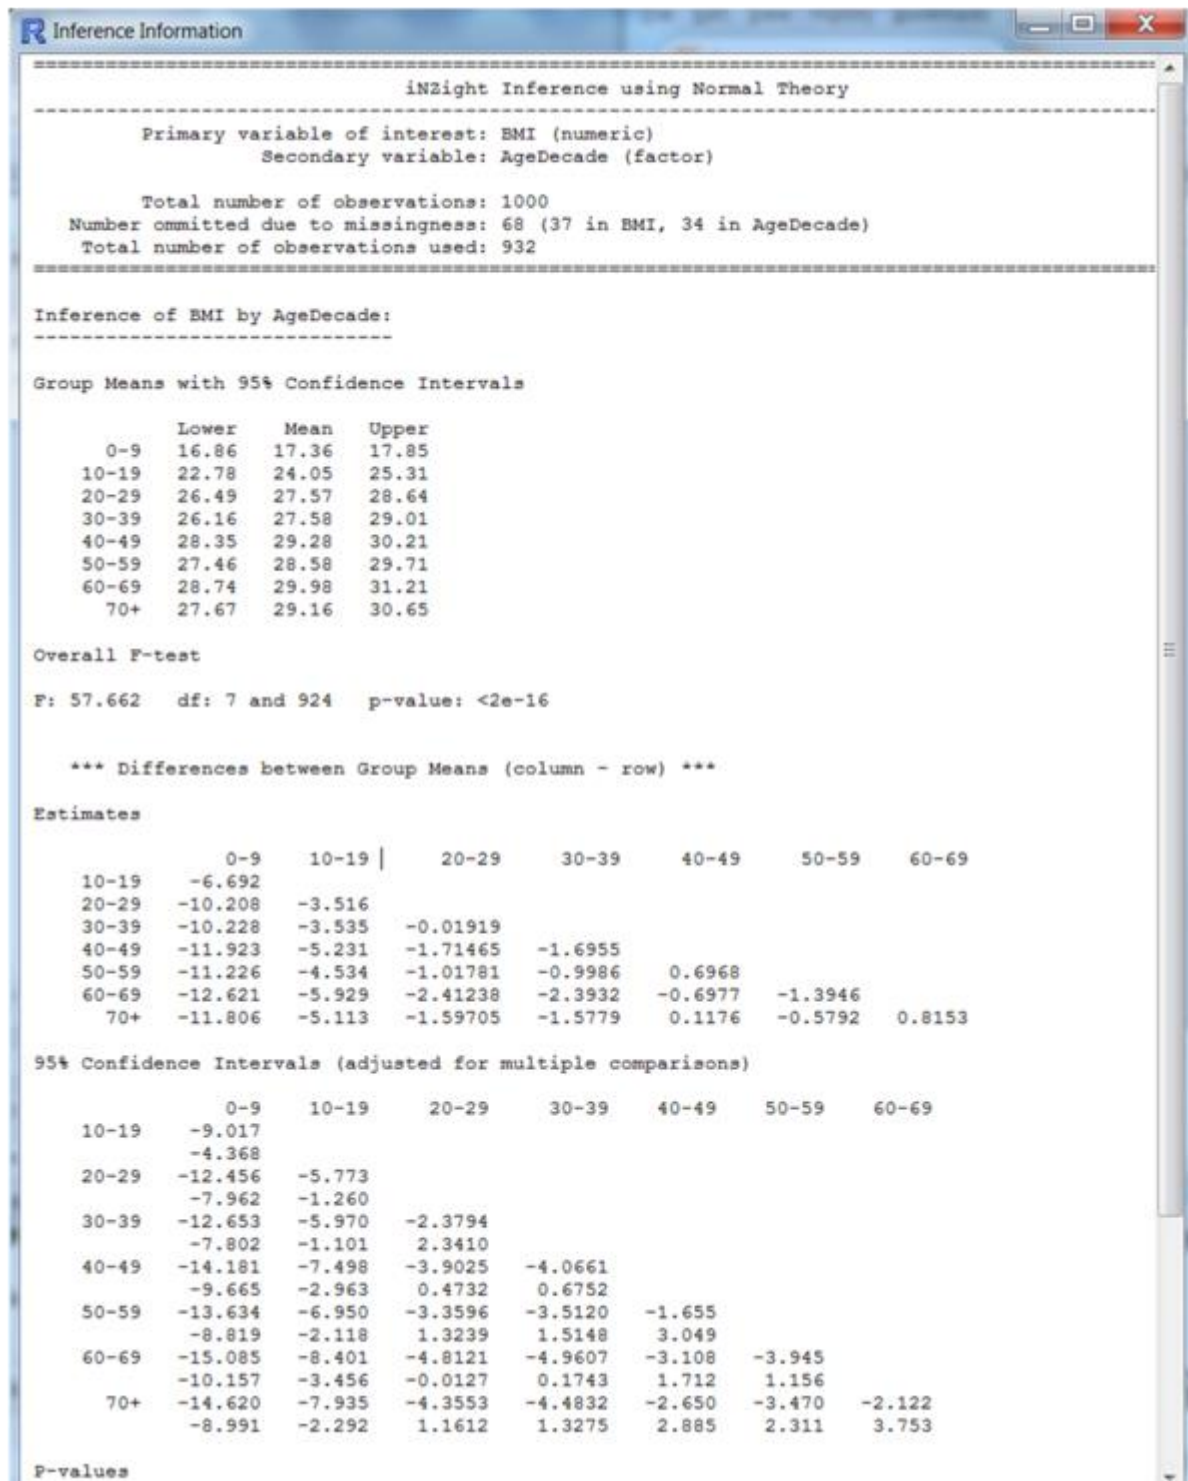 Inference Information
================================================================================
iNZight Inference using Normal Theory
--------------------------------------------------------------------------------
Primary variable of interest: BMI (numeric)
Secondary variable: AgeDecade (factor)
Total number of observations: 1000
Number ommitted due to missingness: 68 (37 in BMI, 34 in AgeDecade)
Total number of observations used: 932
================================================================================
Inference of BMI by AgeDecade:
------------------------------
Group Means with 95% Confidence Intervals
Lower Mean Upper
0-9 16.86 17.36 17.85
10-19 22.78 24.05 25.31
20-29 26.49 27.57 28.64
30-39 26.16 27.58 29.01
40-49 28.35 29.28 30.21
50-59 27.46 28.58 29.71
60-69 28.74 29.98 31.21
70+ 27.67 29.16 30.65
Overall F-test
F: 57.662 df: 7 and 924 p-value: <2e-16
*** Differences between Group Means (column - row) ***
Estimates
0-9 10-19 20-29 30-39 40-49 50-59 60-69
10-19 -6.692
20-29 -10.208 -3.516
30-39 -10.228 -3.535 -0.01919
40-49 -11.923 -5.231 -1.71465 -1.6955
50-59 -11.226 -4.534 -1.01781 -0.9986 0.6968
60-69 -12.621 -5.929 -2.41238 -2.3932 -0.6977 -1.3946
70+ -11.806 -5.113 -1.59705 -1.5779 0.1176 -0.5792 0.8153
95% Confidence Intervals (adjusted for multiple comparisons)
0-9 10-19 20-29 30-39 40-49 50-59 60-69
10-19 -9.017
-4.368
20-29 -12.456 -5.773
-7.962 -1.260
30-39 -12.653 -5.970 -2.3794
-7.802 -1.101 2.3410
40-49 -14.181 -7.498 -3.9025 -4.0661
-9.665 -2.963 0.4732 0.6752
50-59 -13.634 -6.950 -3.3596 -3.5120 -1.655
-8.819 -2.118 1.3239 1.5148 3.049
60-69 -15.085 -8.401 -4.8121 -4.9607 -3.108 -3.945
-10.157 -3.456 -0.0127 0.1743 1.712 1.156
70+ -14.620 -7.935 -4.3553 -4.4832 -2.650 -3.470 -2.122
-8.991 -2.292 1.1612 1.3275 2.885 2.311 3.753
P-values